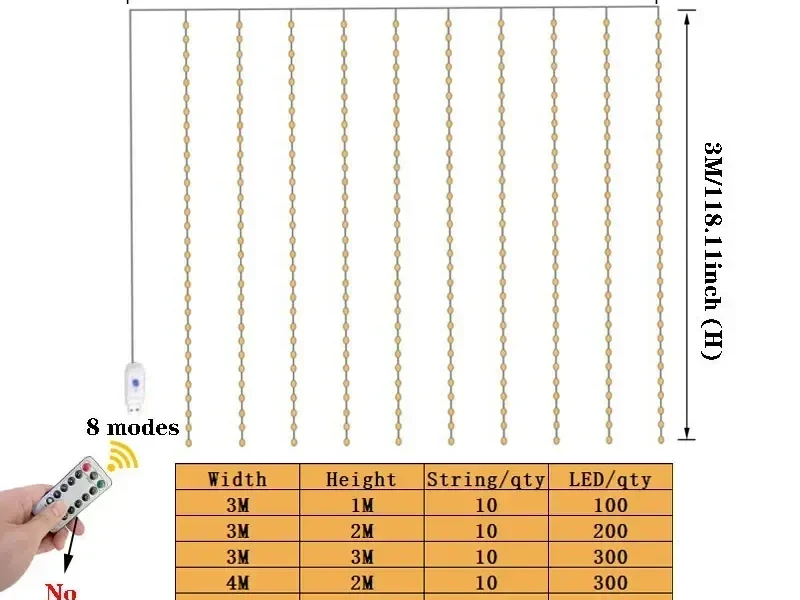 3M/118.11inch (H)
8 modes
No
Width Height String/qty LED/qty
3M 1M 10 100
3M 2M 10 200
3M 3M 10 300
4M 2M 10 300